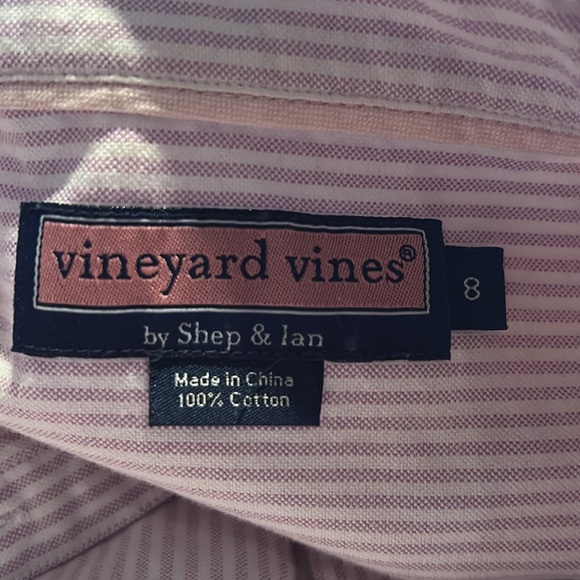 vineyard vines®
by Shep & Ian
8
Made in China
100% Cotton